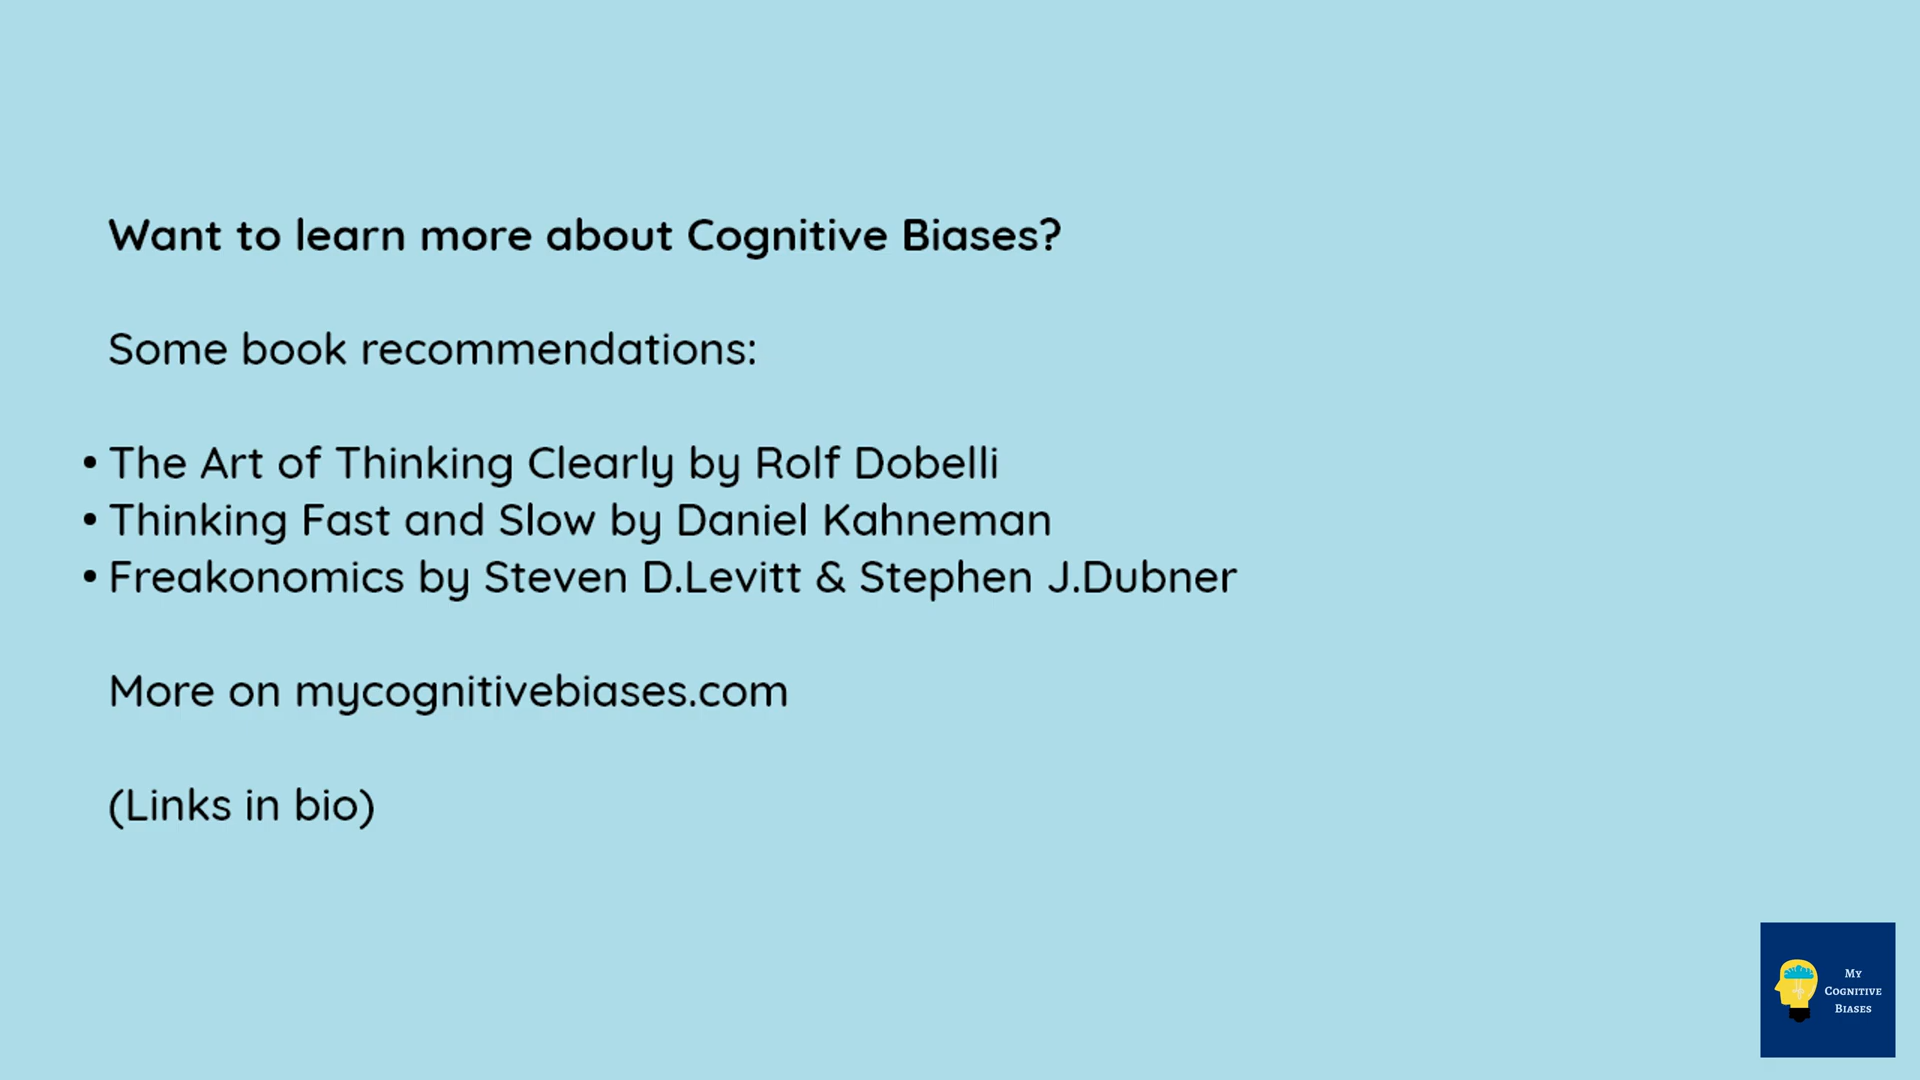 Want to learn more about Cognitive Biases?
Some book recommendations:
• The Art of Thinking Clearly by Rolf Dobelli
• Thinking Fast and Slow by Daniel Kahneman
• Freakonomics by Steven D.Levitt & Stephen J.Dubner
More on mycognitivebiases.com
(Links in bio)
My
Cognitive
Biases